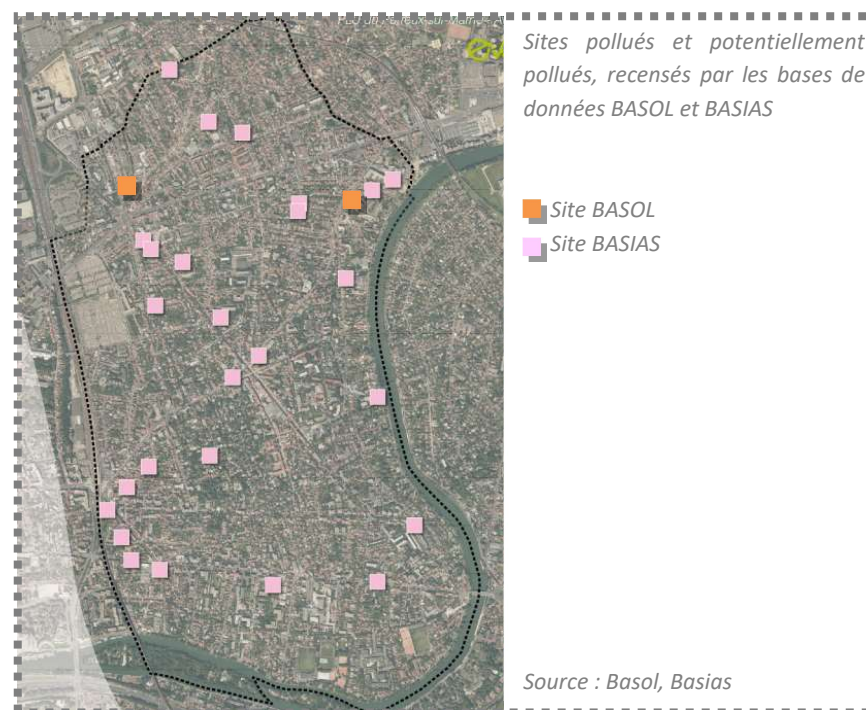 Sites pollués et potentiellement
pollués, recensés par les bases de
données BASOL et BASIAS
Site BASOL
Site BASIAS
Source : Basol, Basias